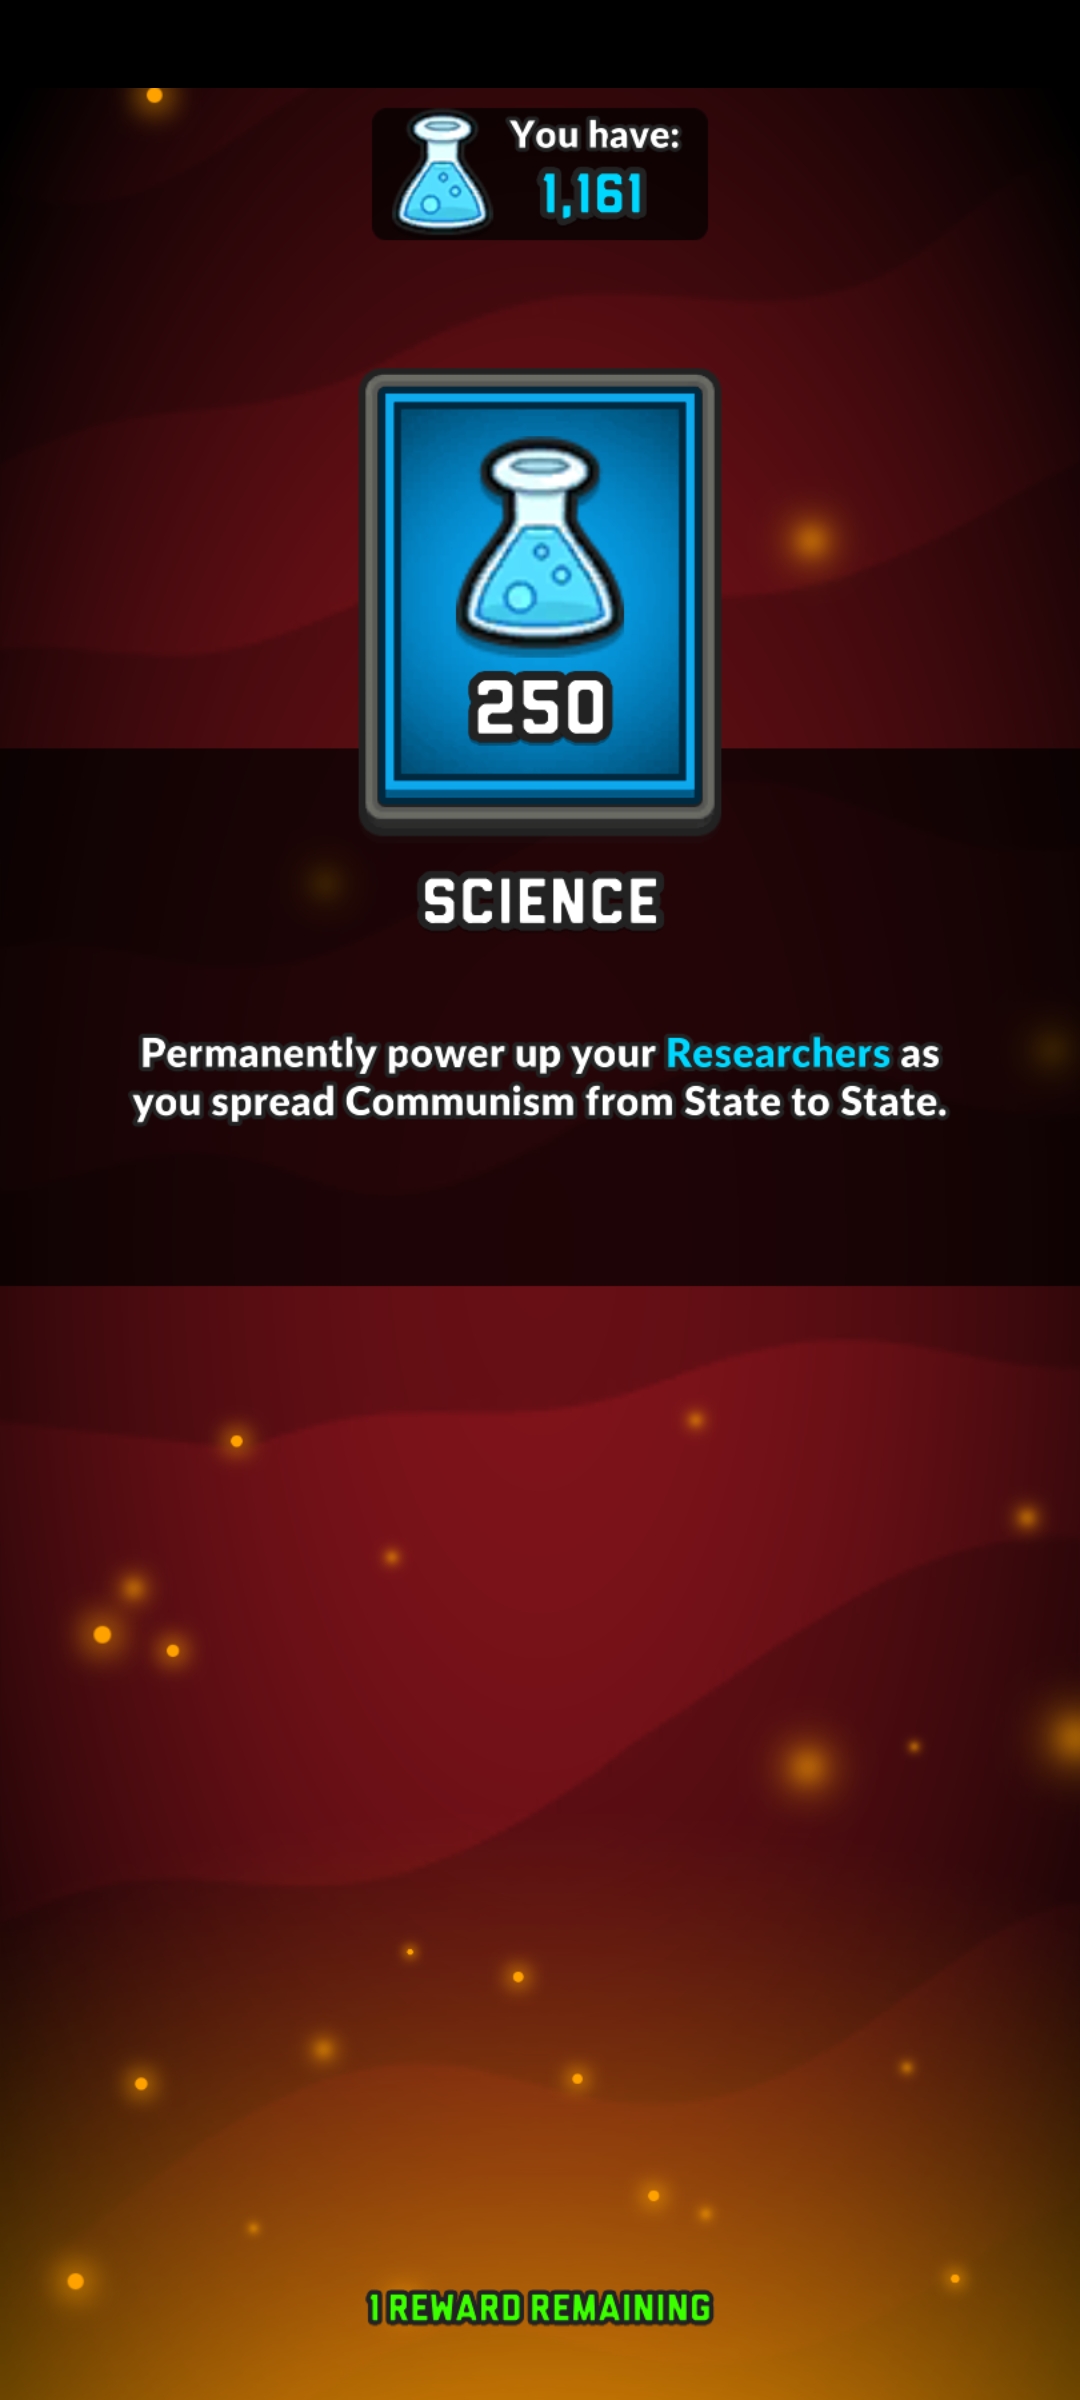 You have:
1,161
250
SCIENCE
Permanently power up your Researchers as
you spread Communism from State to State.
1 REWARD REMAINING